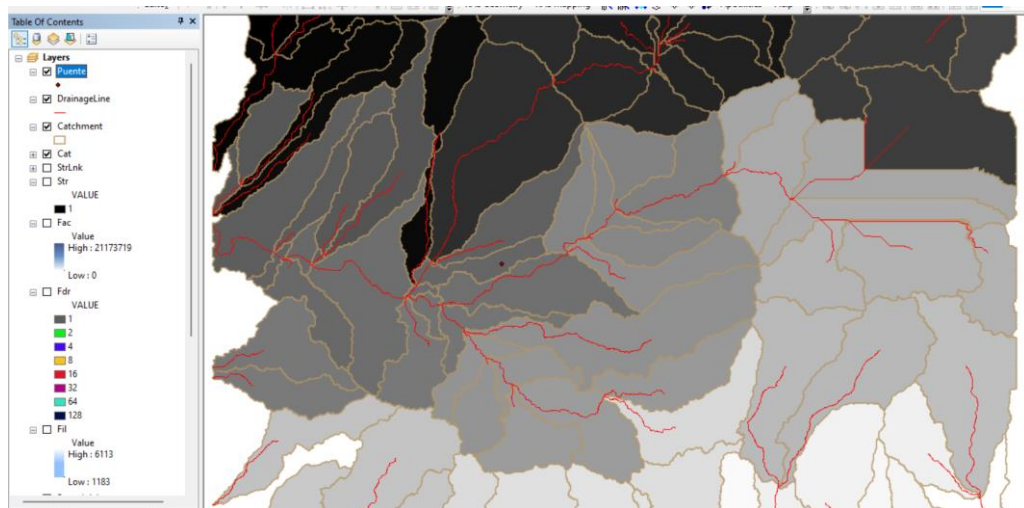 Table Of Contents
Layers
Puente
DrainageLine
Catchment
Cat
StrLnk
Str
VALUE
1
Fac
Value
High : 21173719
Low : 0
Fdr
VALUE
1
2
4
8
16
32
64
128
Fil
Value
High : 6113
Low : 1183